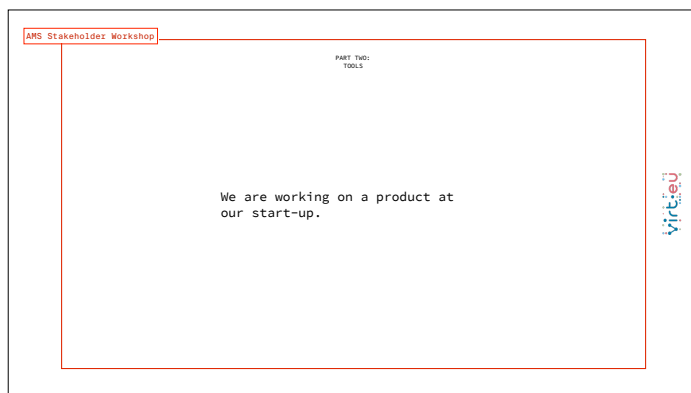 AMS Stakeholder Workshop
PART TWO:
TOOLS
We are working on a product at
our start-up.
virt:eu